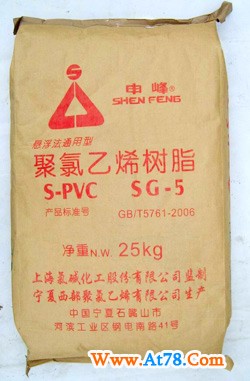 申峰®
SHEN FENG
悬浮法通用型
聚氯乙烯树脂
S-PVC SG-5
产品标准号 GB/T5761-2006
净重N.W. 25kg
上海氯碱化工股份有限公司监制
宁夏西部聚氯乙烯有限公司生产
中国宁夏石嘴山市
河滨工业区钢电南路41号
www.At78.Com